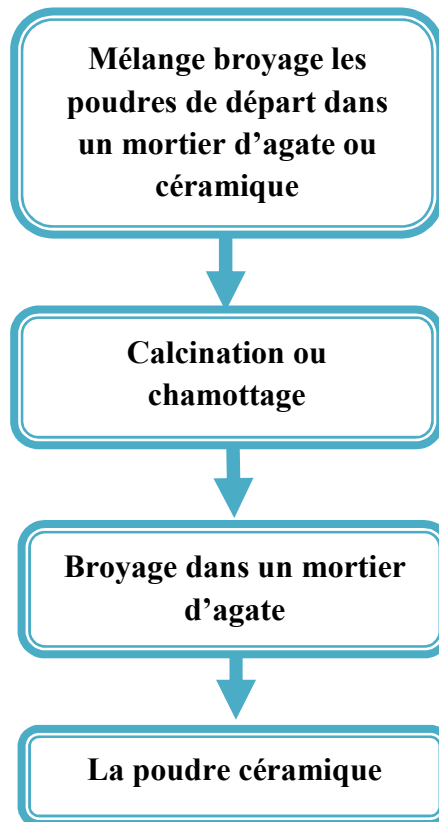 Mélange broyage les
poudres de départ dans
un mortier d’agate ou
céramique
Calcination ou
chamottage
Broyage dans un mortier
d’agate
La poudre céramique